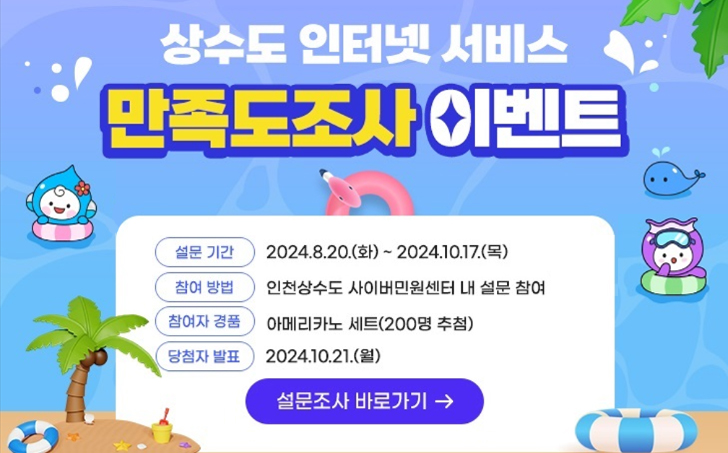 상수도 인터넷 서비스
만족도조사 이벤트
설문 기간 2024.8.20.(화) ~ 2024.10.17.(목)
참여 방법 인천상수도 사이버민원센터 내 설문 참여
참여자 경품 아메리카노 세트(200명 추첨)
당첨자 발표 2024.10.21.(월)
설문조사 바로가기 →